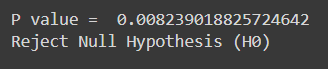 P value =  0.008239018825724642
Reject Null Hypothesis (H0)